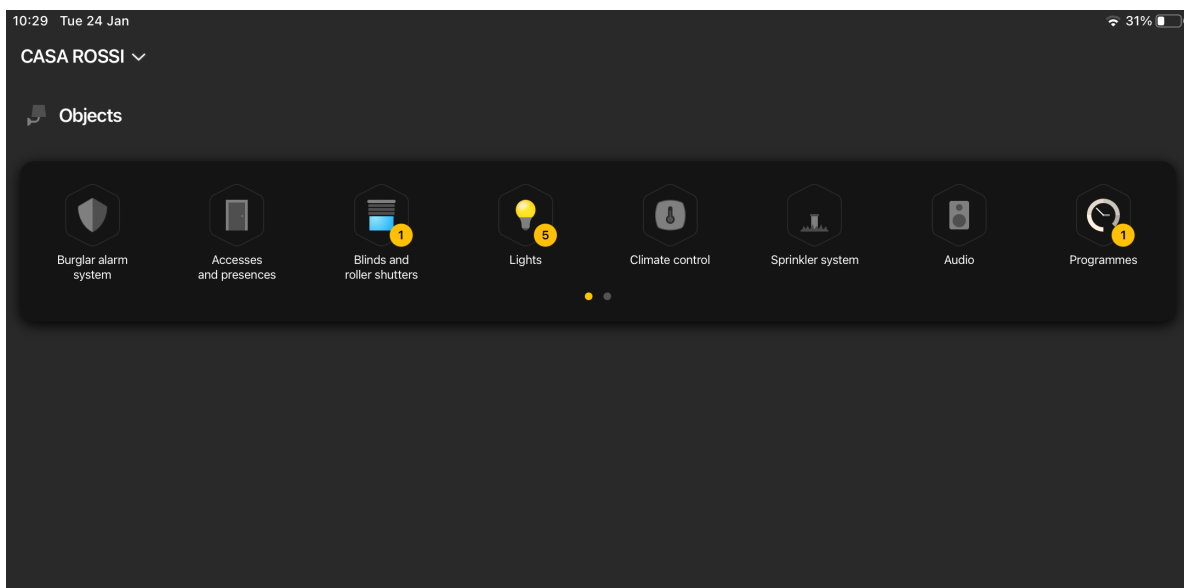 10:29 Tue 24 Jan
31%
CASA ROSSI
Objects
1
5
1
Burglar alarm
system
Accesses
and presences
Blinds and
roller shutters
Lights
Climate control
Sprinkler system
Audio
Programmes